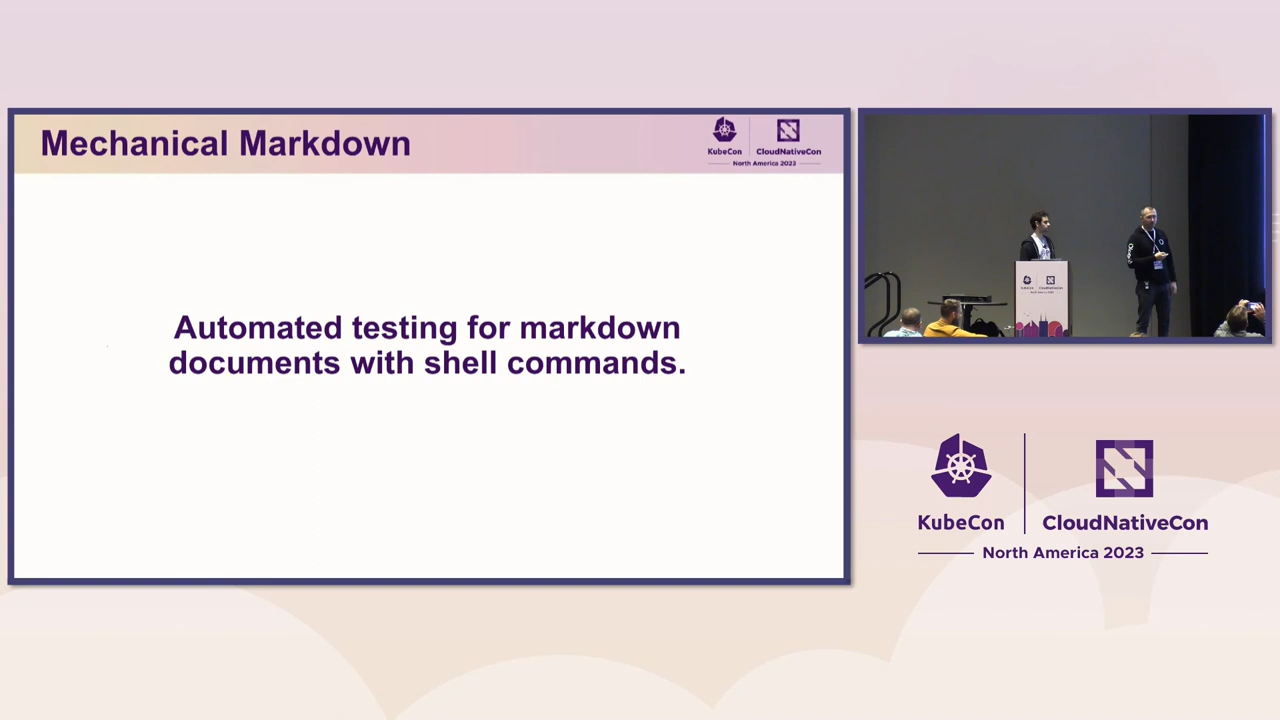 Mechanical Markdown
KubeCon
CloudNativeCon
North America 2023
Automated testing for markdown
documents with shell commands.
KubeCon
CloudNativeCon
North America 2023